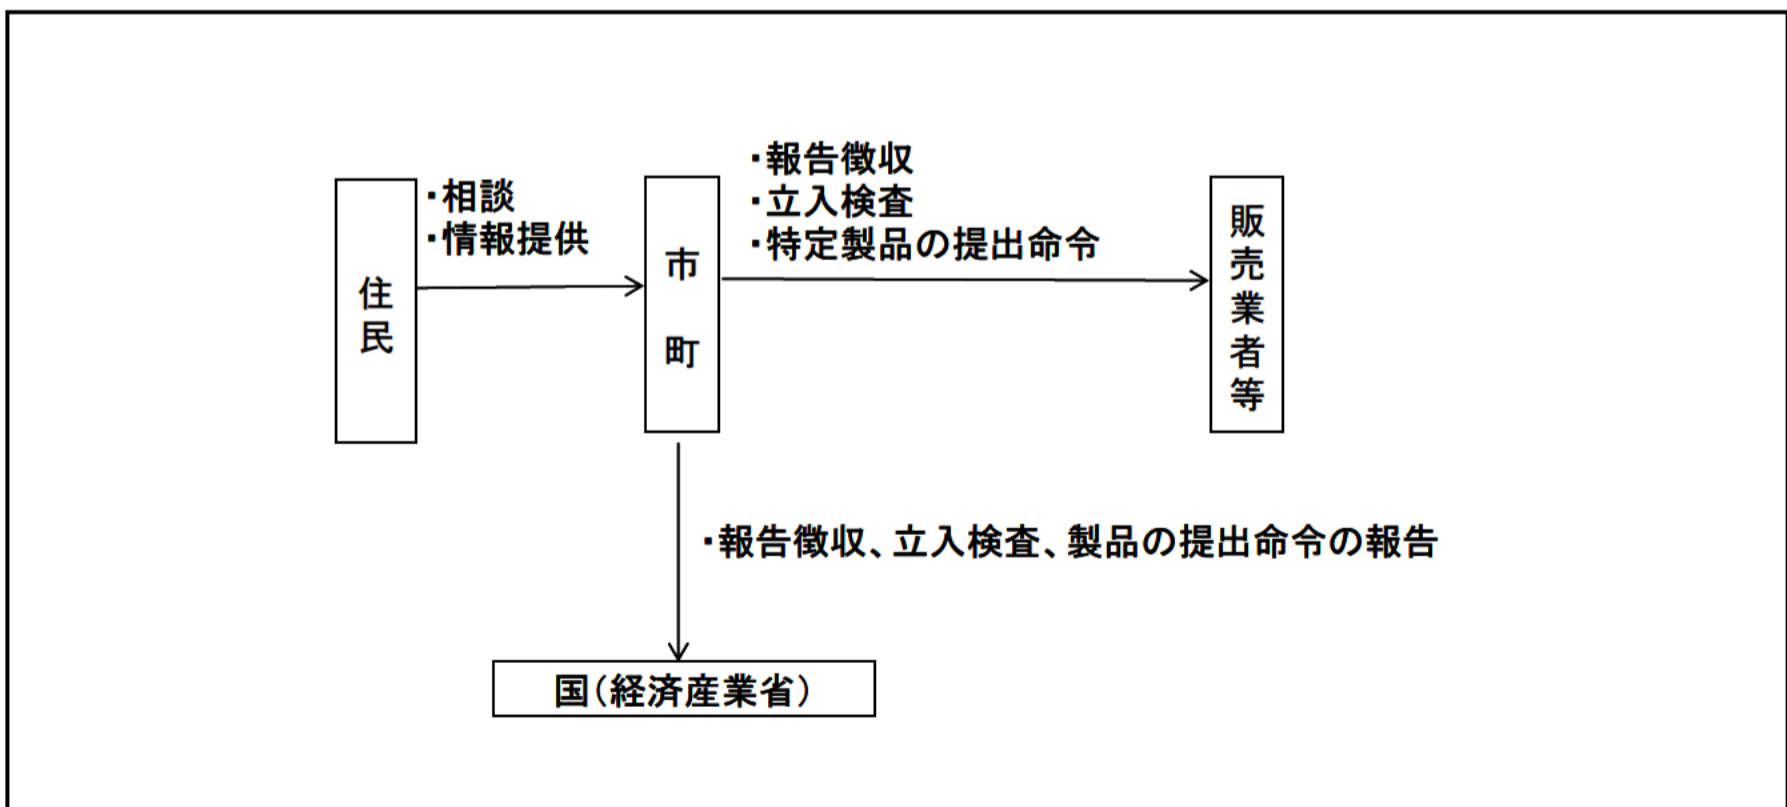 住民
・相談
・情報提供
市町
・報告徴収
・立入検査
・特定製品の提出命令
販売業者等
・報告徴収、立入検査、製品の提出命令の報告
国(経済産業省)